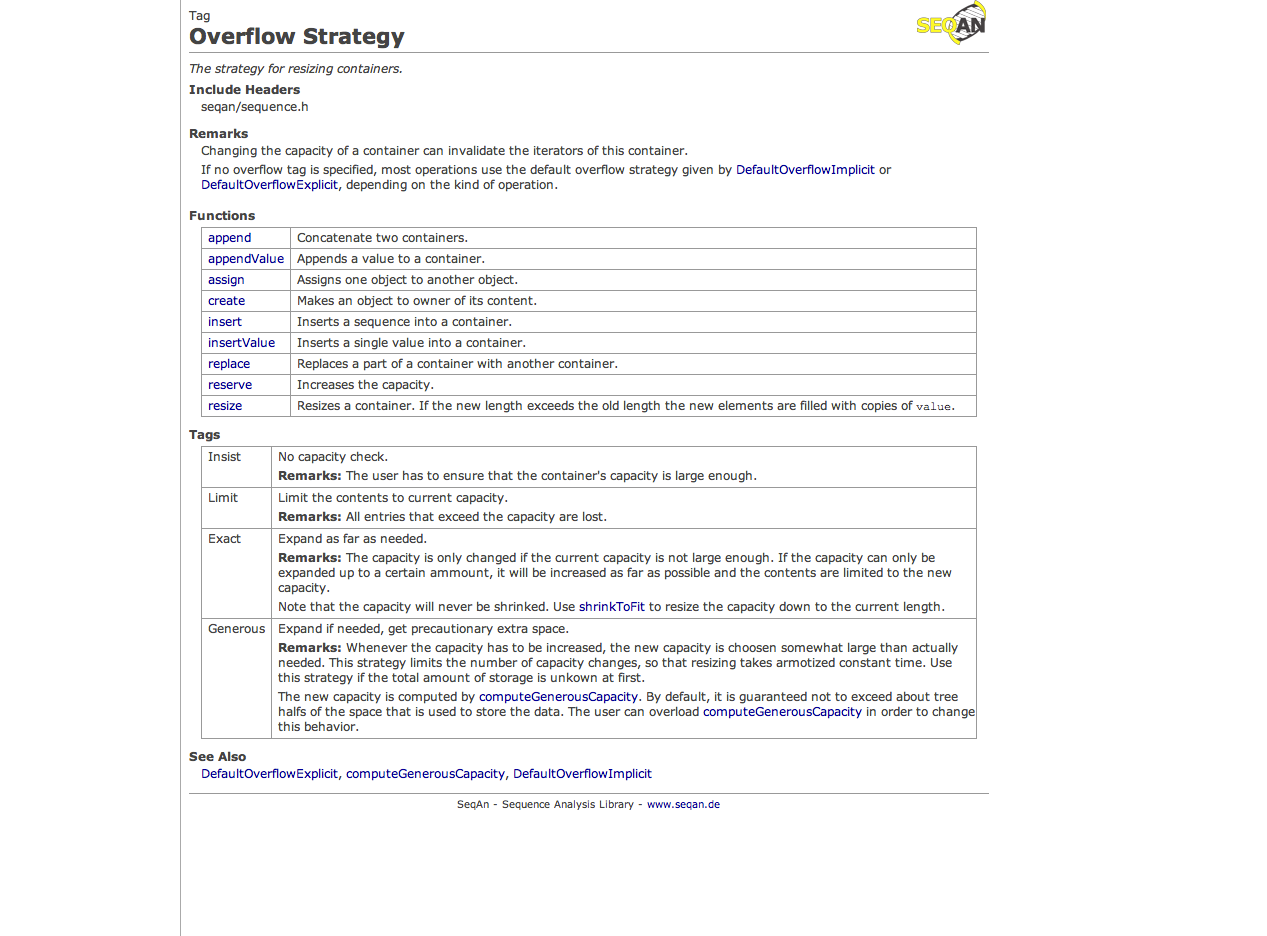 Tag
SEQAN
Overflow Strategy
The strategy for resizing containers.
Include Headers
seqan/sequence.h
Remarks
Changing the capacity of a container can invalidate the iterators of this container.
If no overflow tag is specified, most operations use the default overflow strategy given by DefaultOverflowImplicit or
DefaultOverflowExplicit, depending on the kind of operation.
Functions
append Concatenate two containers.
appendValue Appends a value to a container.
assign Assigns one object to another object.
create Makes an object to owner of its content.
insert Inserts a sequence into a container.
insertValue Inserts a single value into a container.
replace Replaces a part of a container with another container.
reserve Increases the capacity.
resize Resizes a container. If the new length exceeds the old length the new elements are filled with copies of value.
Tags
Insist No capacity check.
Remarks: The user has to ensure that the container's capacity is large enough.
Limit Limit the contents to current capacity.
Remarks: All entries that exceed the capacity are lost.
Exact Expand as far as needed.
Remarks: The capacity is only changed if the current capacity is not large enough. If the capacity can only be
expanded up to a certain ammount, it will be increased as far as possible and the contents are limited to the new
capacity.
Note that the capacity will never be shrinked. Use shrinkToFit to resize the capacity down to the current length.
Generous Expand if needed, get precautionary extra space.
Remarks: Whenever the capacity has to be increased, the new capacity is choosen somewhat large than actually
needed. This strategy limits the number of capacity changes, so that resizing takes armotized constant time. Use
this strategy if the total amount of storage is unkown at first.
The new capacity is computed by computeGenerousCapacity. By default, it is guaranteed not to exceed about tree
halfs of the space that is used to store the data. The user can overload computeGenerousCapacity in order to change
this behavior.
See Also
DefaultOverflowExplicit, computeGenerousCapacity, DefaultOverflowImplicit
SeqAn - Sequence Analysis Library - www.seqan.de